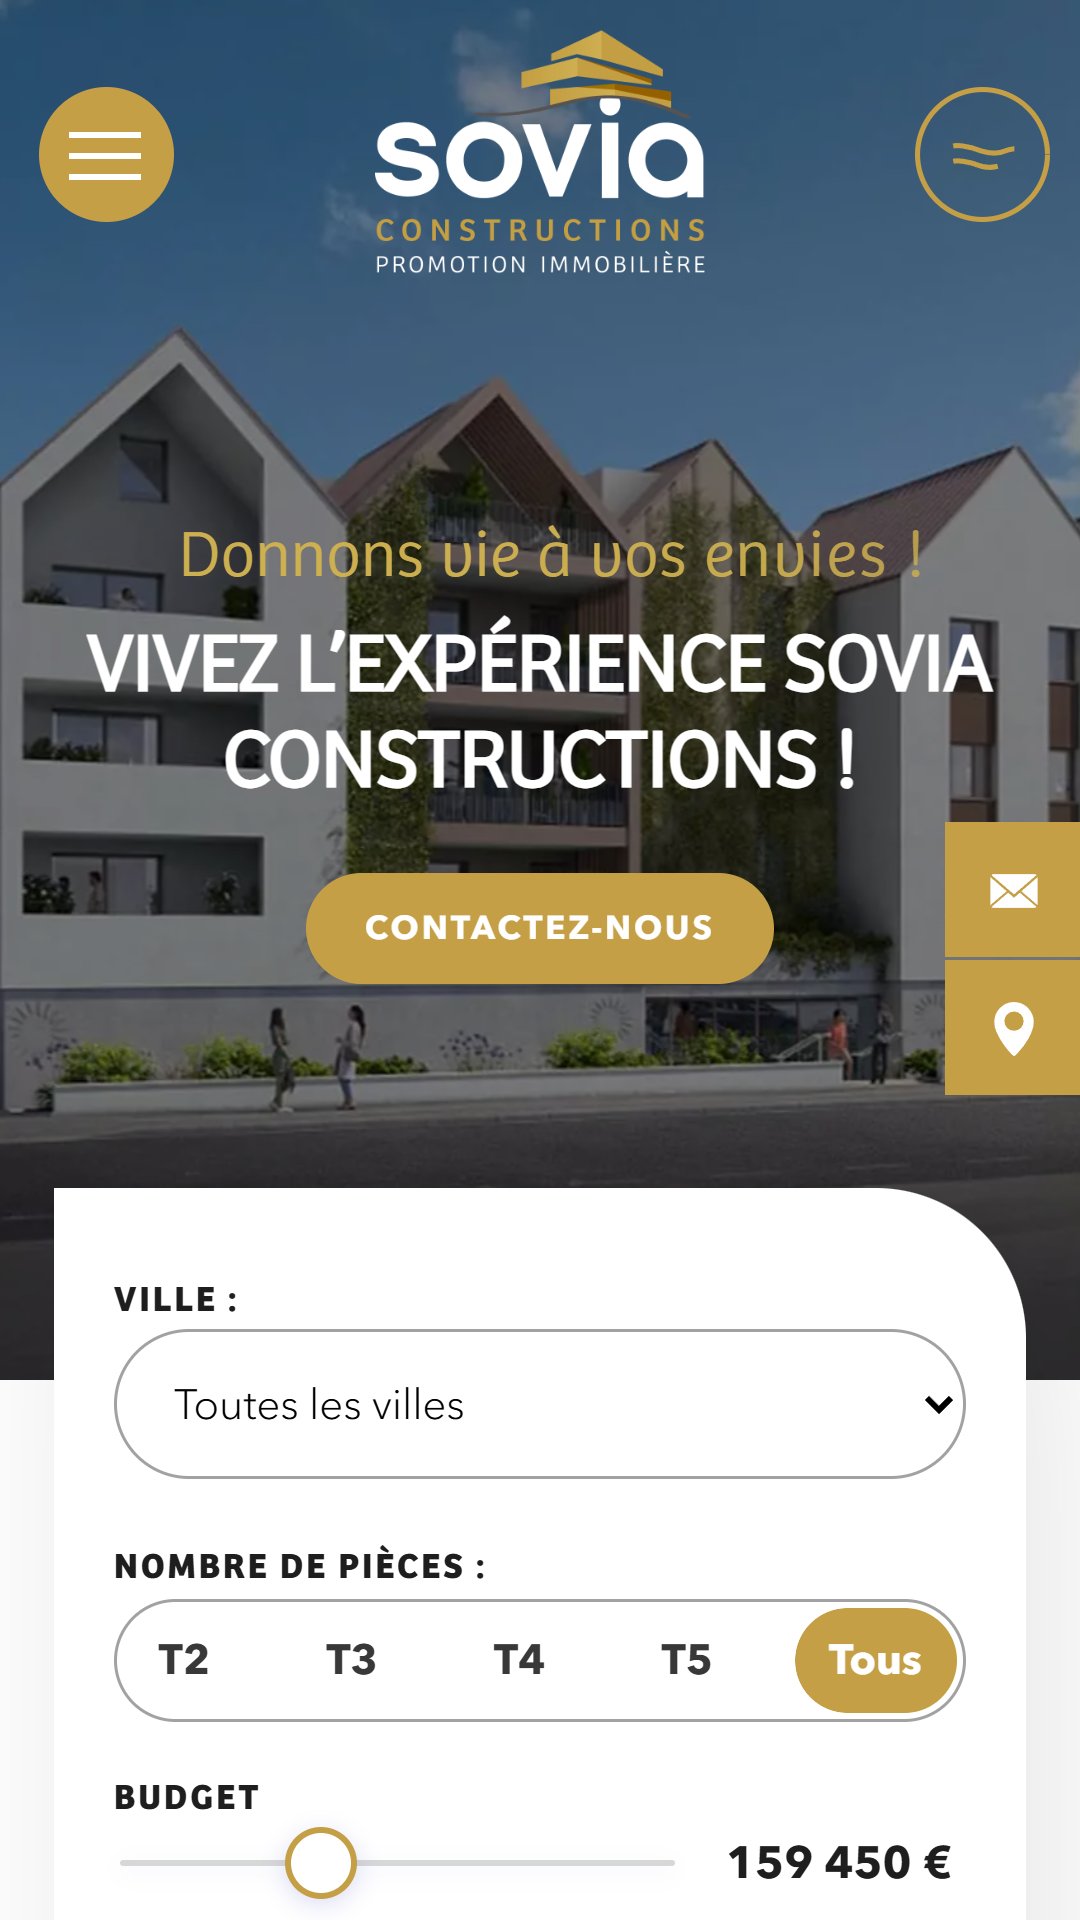 sovia
CONSTRUCTIONS
PROMOTION IMMOBILIÈRE
Donnons vie à vos envies !
VIVEZ L'EXPÉRIENCE SOVIA
CONSTRUCTIONS !
CONTACTEZ-NOUS
VILLE :
Toutes les villes
NOMBRE DE PIÈCES :
T2 T3 T4 T5 Tous
BUDGET
159 450 €